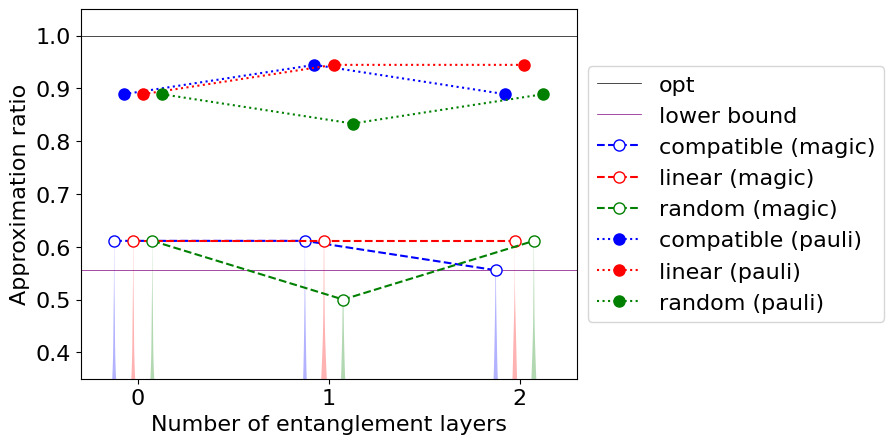 1.0
0.9
0.8
0.7
0.6
0.5
0.4
Approximation ratio
0 1 2
Number of entanglement layers
opt
lower bound
compatible (magic)
linear (magic)
random (magic)
compatible (pauli)
linear (pauli)
random (pauli)